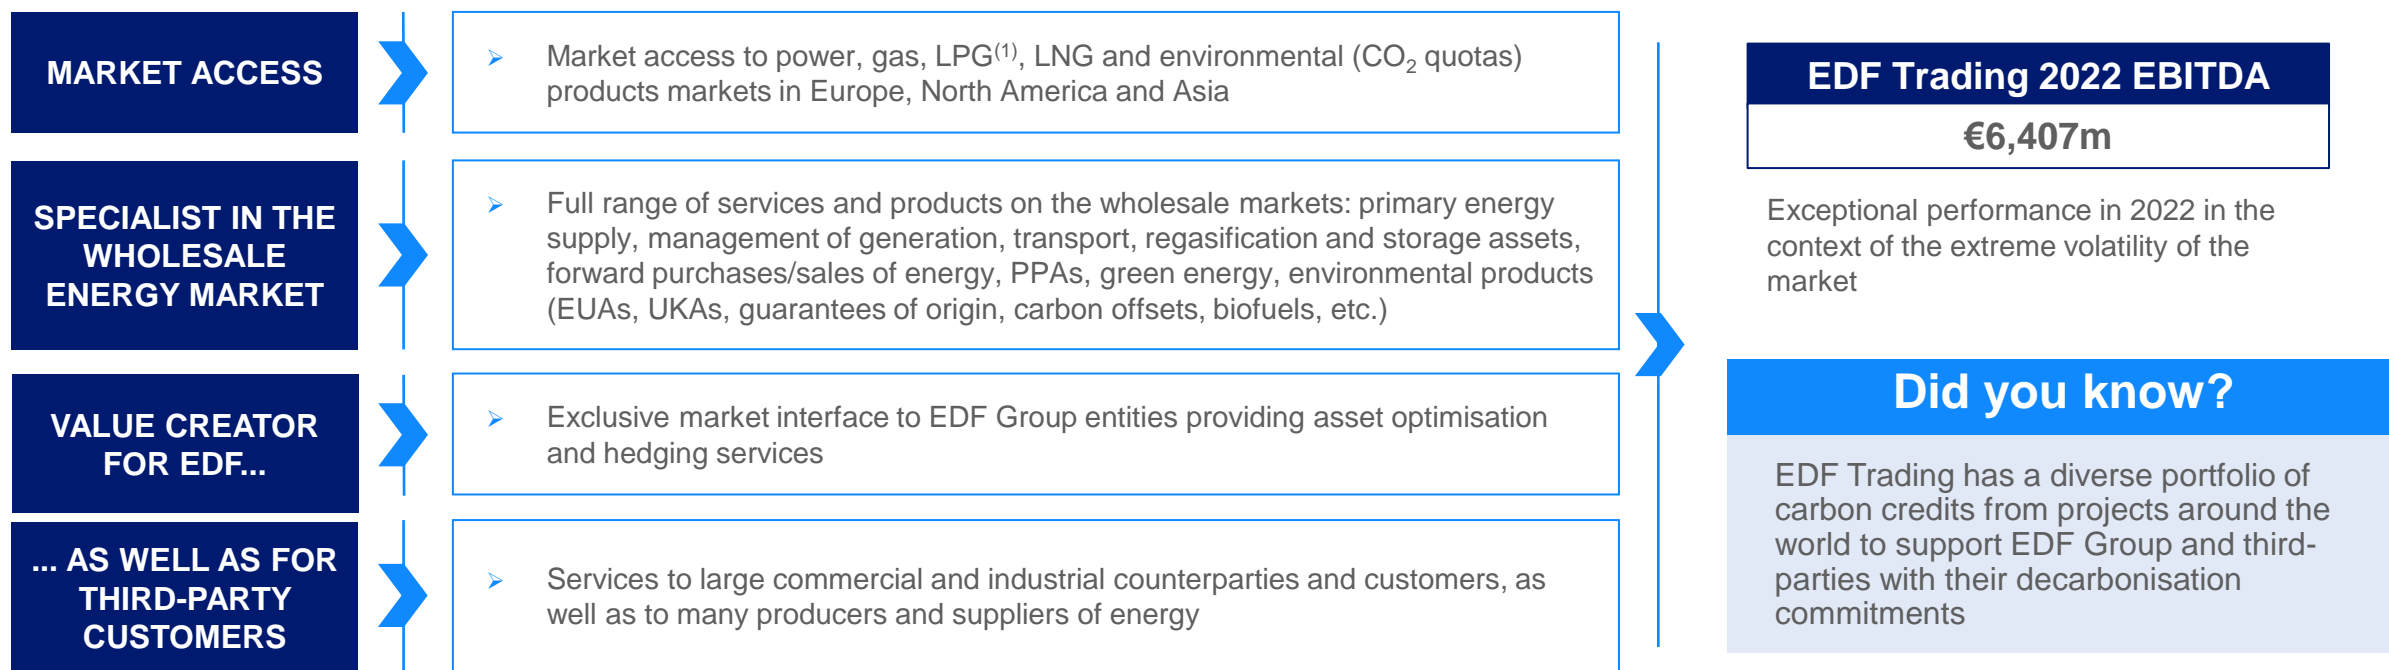 MARKET ACCESS
➢ Market access to power, gas, LPG⁽¹⁾, LNG and environmental (CO₂ quotas)
products markets in Europe, North America and Asia
SPECIALIST IN THE
WHOLESALE
ENERGY MARKET
➢ Full range of services and products on the wholesale markets: primary energy
supply, management of generation, transport, regasification and storage assets,
forward purchases/sales of energy, PPAs, green energy, environmental products
(EUAs, UKAs, guarantees of origin, carbon offsets, biofuels, etc.)
VALUE CREATOR
FOR EDF...
➢ Exclusive market interface to EDF Group entities providing asset optimisation
and hedging services
... AS WELL AS FOR
THIRD-PARTY
CUSTOMERS
➢ Services to large commercial and industrial counterparties and customers, as
well as to many producers and suppliers of energy
EDF Trading 2022 EBITDA
€6,407m
Exceptional performance in 2022 in the
context of the extreme volatility of the
market
Did you know?
EDF Trading has a diverse portfolio of
carbon credits from projects around the
world to support EDF Group and third-
parties with their decarbonisation
commitments